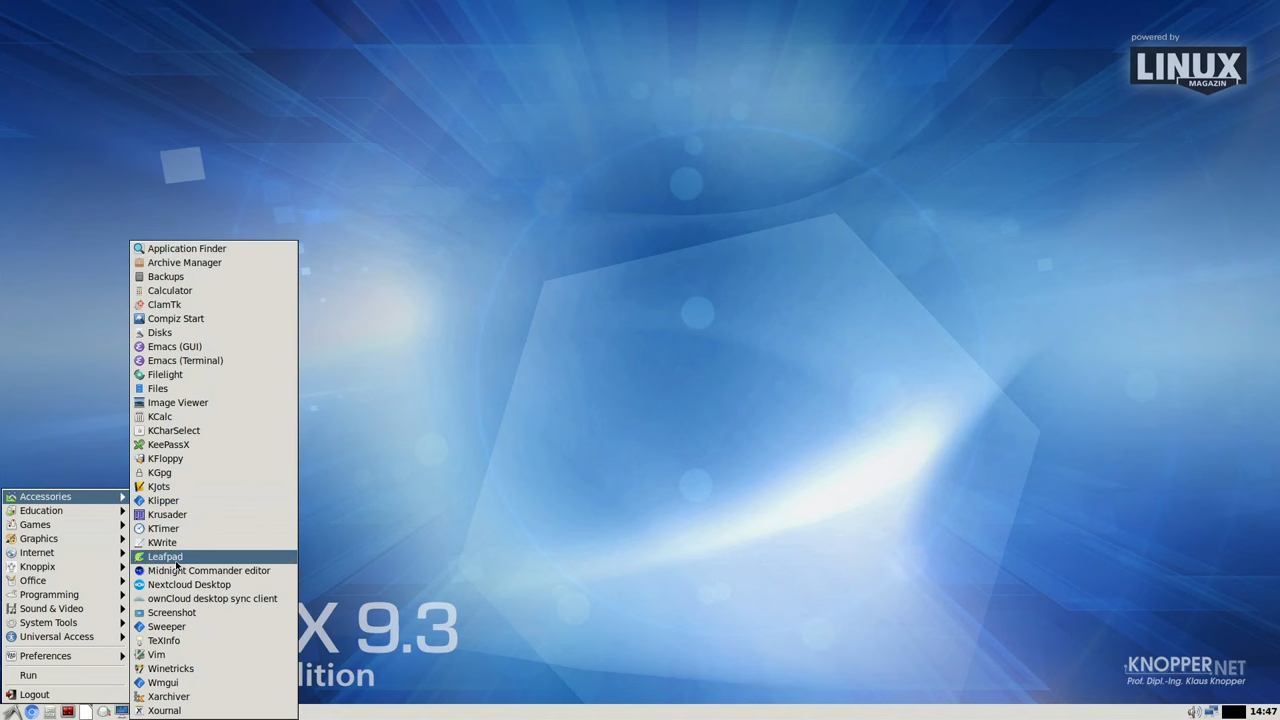 powered by
LINUX
MAGAZIN
Application Finder
Archive Manager
Backups
Calculator
ClamTk
Compiz Start
Disks
Emacs (GUI)
Emacs (Terminal)
Filelight
Files
Image Viewer
KCalc
KCharSelect
KeePassX
KFloppy
KGpg
KJots
Klipper
Krusader
KTimer
KWrite
Leafpad
Midnight Commander editor
Nextcloud Desktop
ownCloud desktop sync client
Screenshot
Sweeper
TeXInfo
Vim
Winetricks
Wmgui
Xarchiver
Xournal
Accessories
Education
Games
Graphics
Internet
Knoppix
Office
Programming
Sound & Video
System Tools
Universal Access
Preferences
Run
Logout
X 9.3
dition
KNOPPER.NET
Prof. Dipl.-Ing. Klaus Knopper
14:47